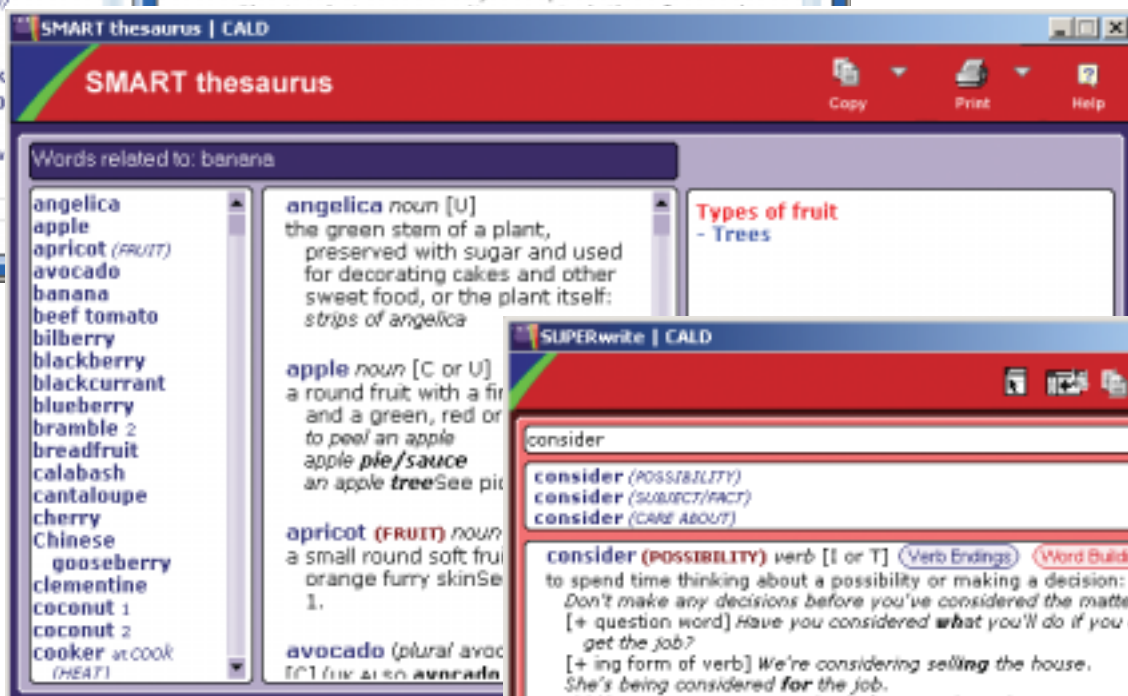 SMART thesaurus | CALD
SMART thesaurus
Copy
Print
Help
Words related to: banana
angelica
apple
apricot (FRUIT)
avocado
banana
beef tomato
bilberry
blackberry
blackcurrant
blueberry
bramble 2
breadfruit
calabash
cantaloupe
cherry
Chinese
gooseberry
clementine
coconut 1
coconut 2
cooker at COOK
(HEAT)
angelica noun [U]
the green stem of a plant,
preserved with sugar and used
for decorating cakes and other
sweet food, or the plant itself:
strips of angelica
apple noun [C or U]
a round fruit with a
and a green, red or
to peel an apple
apple pie/sauce
an apple treeSee
apricot (FRUIT) noun
a small round soft
orange furry skin
1.
avocado (plural
[C] (UK ALSO avocado
Types of fruit
- Trees
SUPERwrite | CALD
consider
consider (POSSIBILITY)
consider (SUBJECT/FACT)
consider (CARE ABOUT)
consider (POSSIBILITY) verb [I or T] Verb Endings Word
to spend time thinking about a possibility or making a decision:
Don't make any decisions before you've considered the
[+ question word] Have you considered what you'll do if you
get the job?
[+ ing form of verb] We're considering selling the house.
She's being considered for the job.